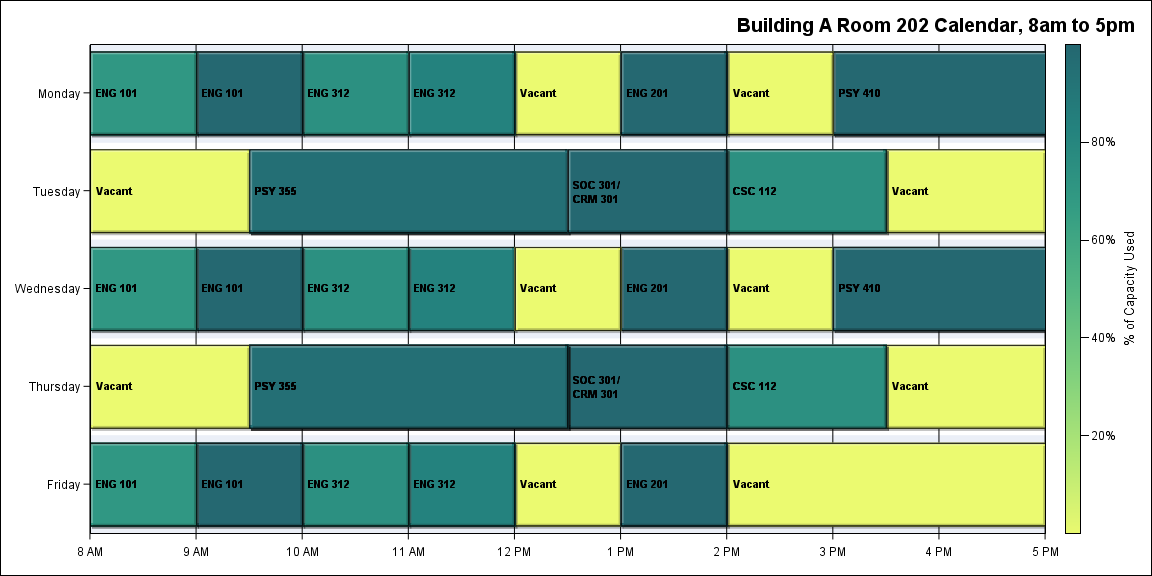 Building A Room 202 Calendar, 8am to 5pm
Monday
ENG 101
ENG 101
ENG 312
ENG 312
Vacant
ENG 201
Vacant
PSY 410
Tuesday
Vacant
PSY 355
SOC 301/
CRM 301
CSC 112
Vacant
Wednesday
ENG 101
ENG 101
ENG 312
ENG 312
Vacant
ENG 201
Vacant
PSY 410
Thursday
Vacant
PSY 355
SOC 301/
CRM 301
CSC 112
Vacant
Friday
ENG 101
ENG 101
ENG 312
ENG 312
Vacant
ENG 201
Vacant
8 AM
9 AM
10 AM
11 AM
12 PM
1 PM
2 PM
3 PM
4 PM
5 PM
80%
60%
40%
20%
% of Capacity Used